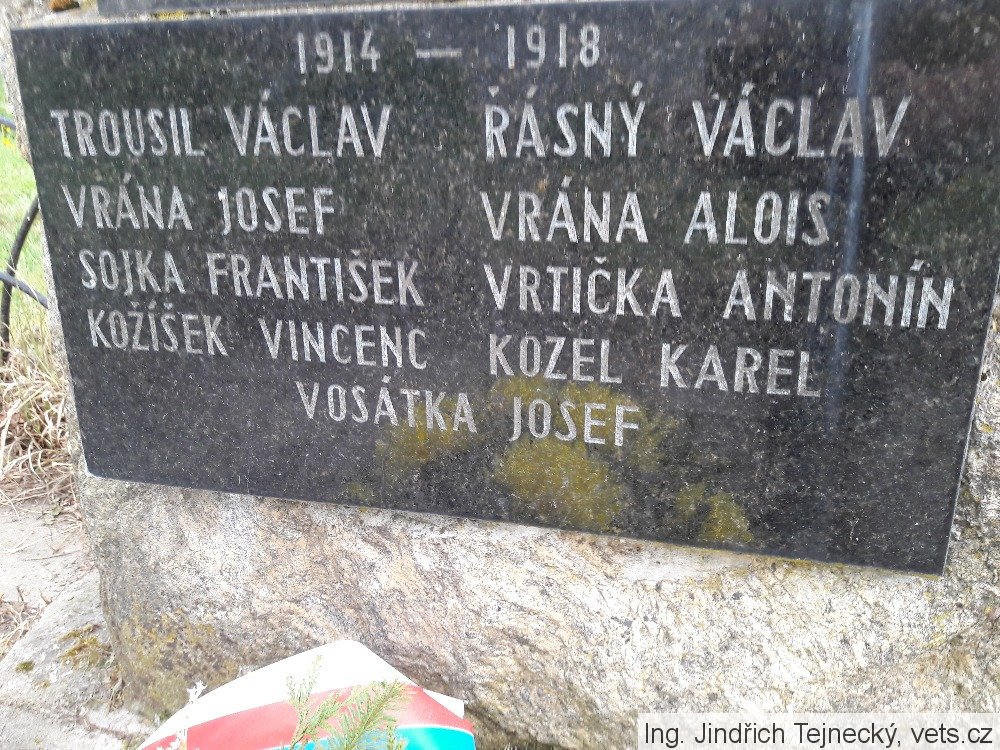 1914 — 1918
TROUSIL VÁCLAV ŘÁSNÝ VÁCLAV
VRÁNA JOSEF VRÁNA ALOIS
SOJKA FRANTIŠEK VRTIČKA ANTONÍN
KOŽÍŠEK VINCENC KOZEL KAREL
VOSÁTKA JOSEF
Ing. Jindřich Tejnecký, vets.cz